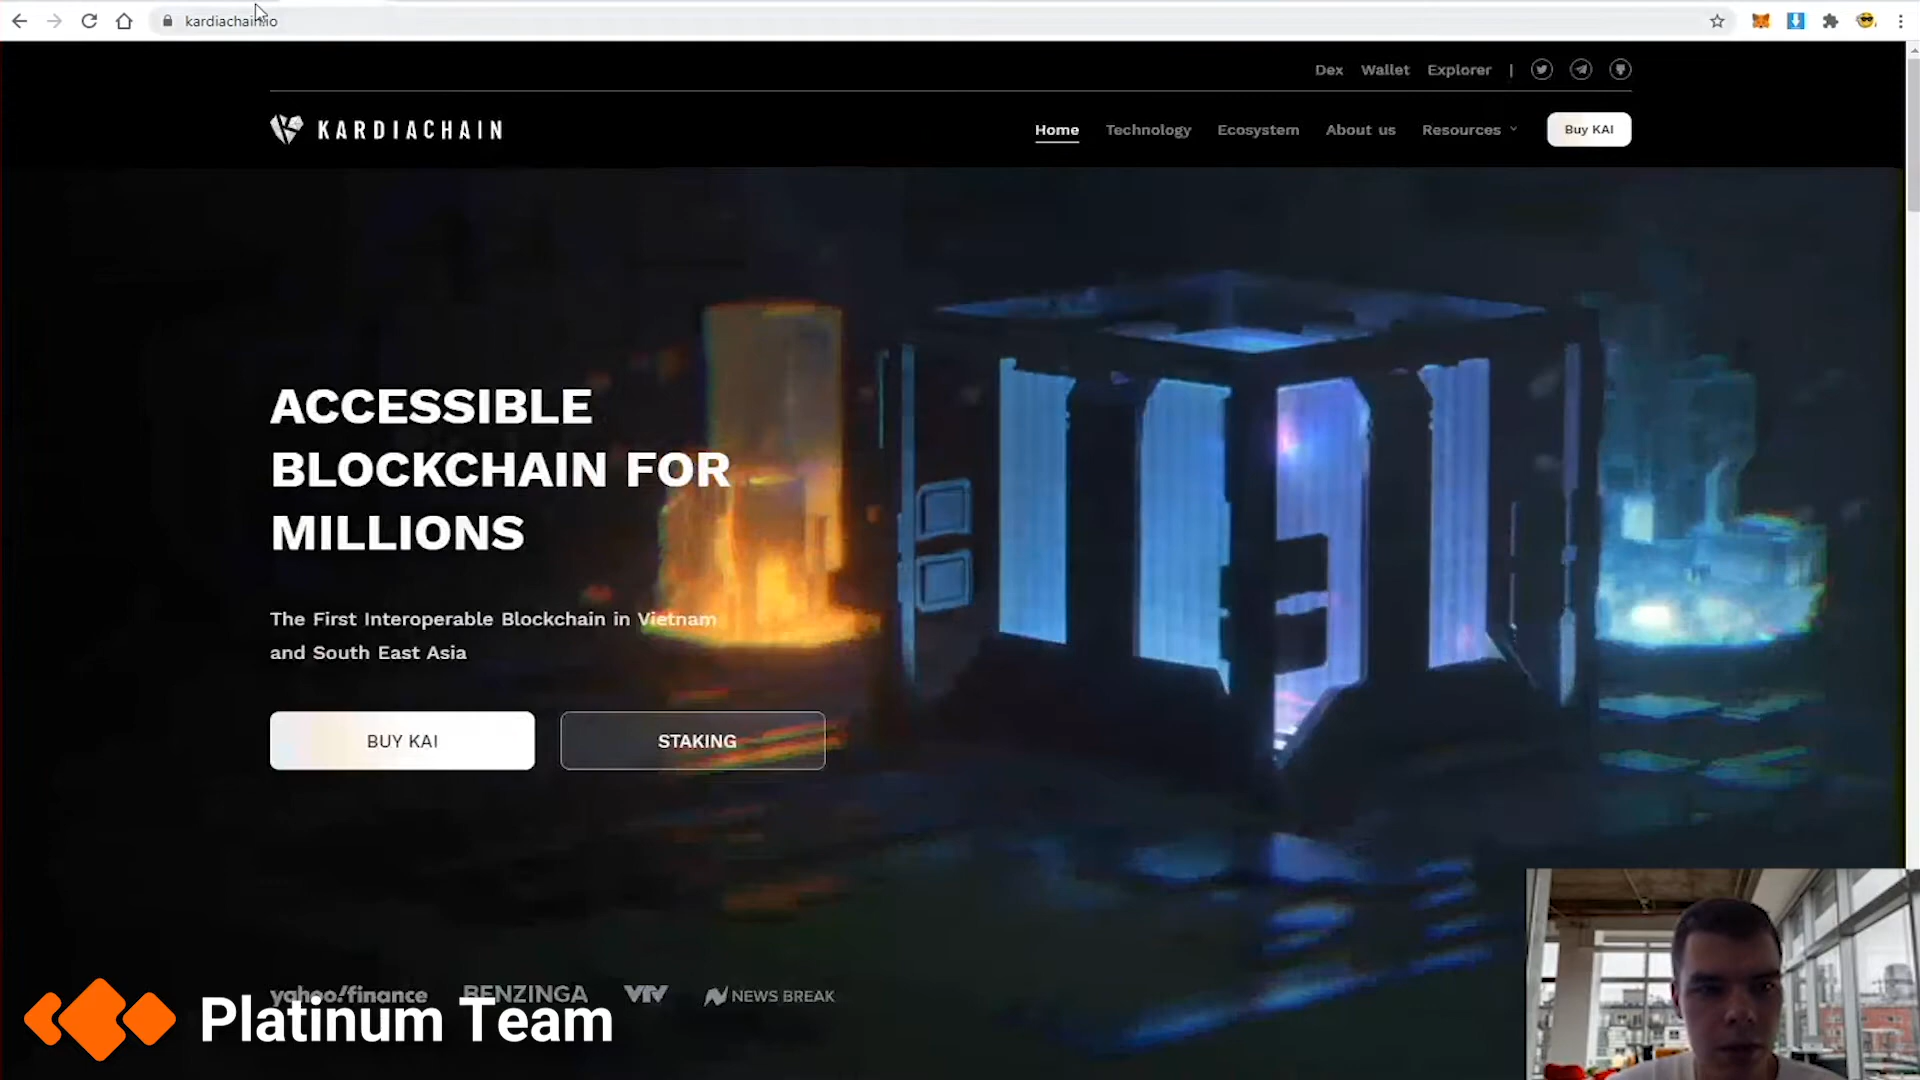 kardiachain.io
Dex Wallet Explorer |
KARDIACHAIN
Home Technology Ecosystem About us Resources Buy KAI
ACCESSIBLE
BLOCKCHAIN FOR
MILLIONS
The First Interoperable Blockchain in Vietnam
and South East Asia
BUY KAI STAKING
yahoo!finance BENZINGA VTV NEWS BREAK
Platinum Team